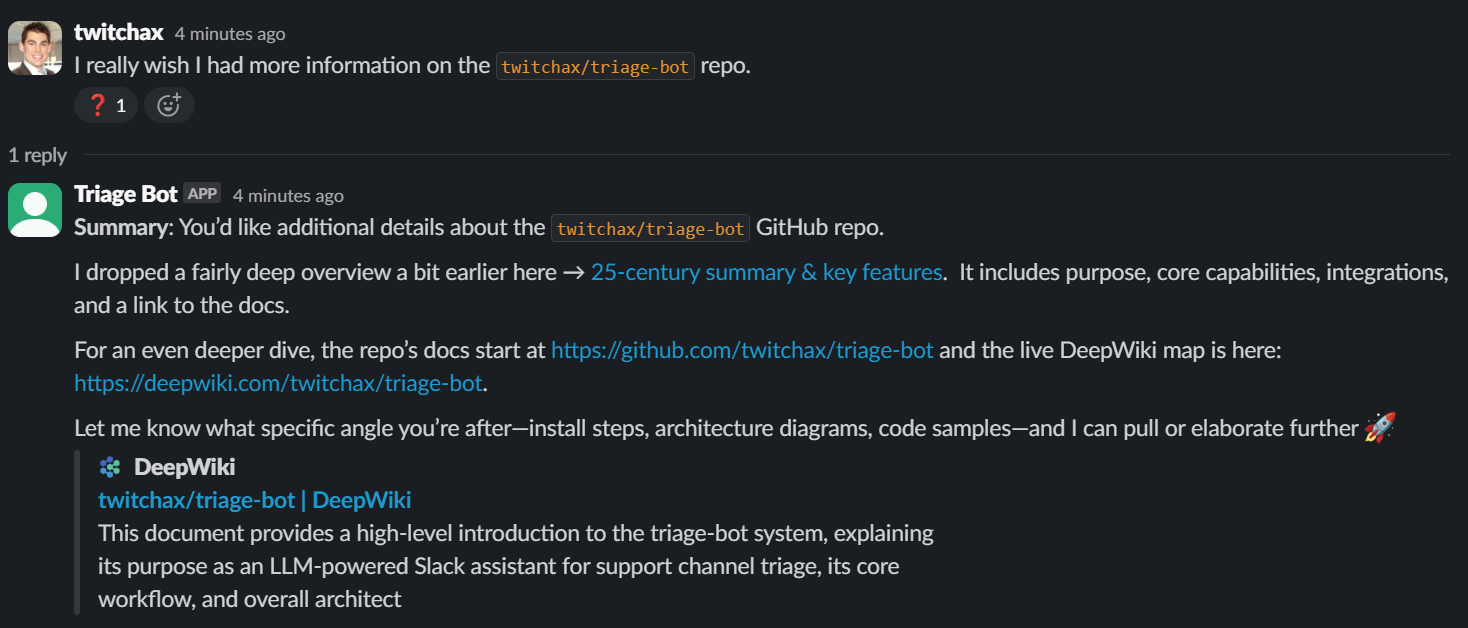 twitchax 4 minutes ago
I really wish I had more information on the twitchax/triage-bot repo.
❓ 1
1 reply
Triage Bot APP 4 minutes ago
Summary: You’d like additional details about the twitchax/triage-bot GitHub repo.
I dropped a fairly deep overview a bit earlier here → 25-century summary & key features. It includes purpose, core capabilities, integrations,
and a link to the docs.
For an even deeper dive, the repo’s docs start at https://github.com/twitchax/triage-bot and the live DeepWiki map is here:
https://deepwiki.com/twitchax/triage-bot.
Let me know what specific angle you’re after—install steps, architecture diagrams, code samples—and I can pull or elaborate further 🚀
DeepWiki
twitchax/triage-bot | DeepWiki
This document provides a high-level introduction to the triage-bot system, explaining
its purpose as an LLM-powered Slack assistant for support channel triage, its core
workflow, and overall architect